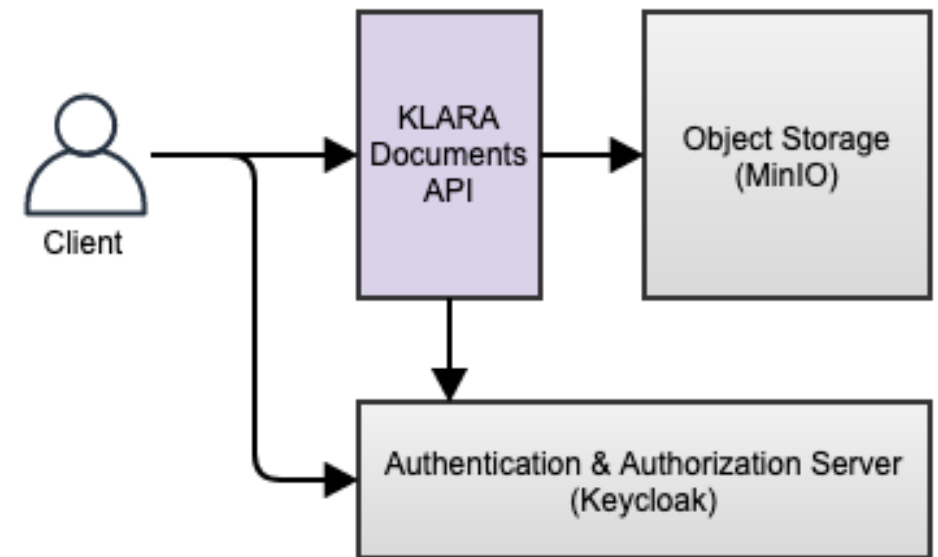 KLARA
Documents
API
Object Storage
(MinIO)
Client
Authentication & Authorization Server
(Keycloak)